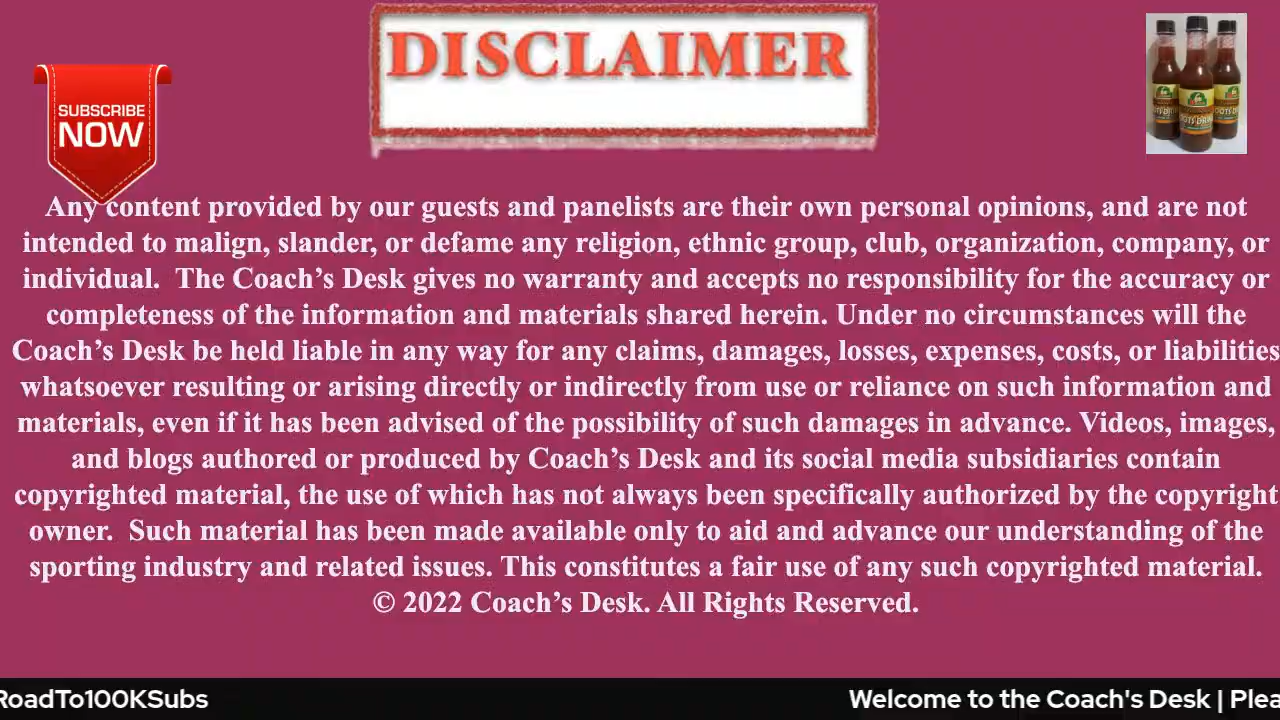 DISCLAIMER
SUBSCRIBE
NOW
Any content provided by our guests and panelists are their own personal opinions, and are not
intended to malign, slander, or defame any religion, ethnic group, club, organization, company, or
individual.  The Coach’s Desk gives no warranty and accepts no responsibility for the accuracy or
completeness of the information and materials shared herein. Under no circumstances will the
Coach’s Desk be held liable in any way for any claims, damages, losses, expenses, costs, or liabilities
whatsoever resulting or arising directly or indirectly from use or reliance on such information and
materials, even if it has been advised of the possibility of such damages in advance. Videos, images,
and blogs authored or produced by Coach’s Desk and its social media subsidiaries contain
copyrighted material, the use of which has not always been specifically authorized by the copyright
owner.  Such material has been made available only to aid and advance our understanding of the
sporting industry and related issues. This constitutes a fair use of any such copyrighted material.
© 2022 Coach’s Desk. All Rights Reserved.
RoadTo100KSubs
Welcome to the Coach's Desk | Plea